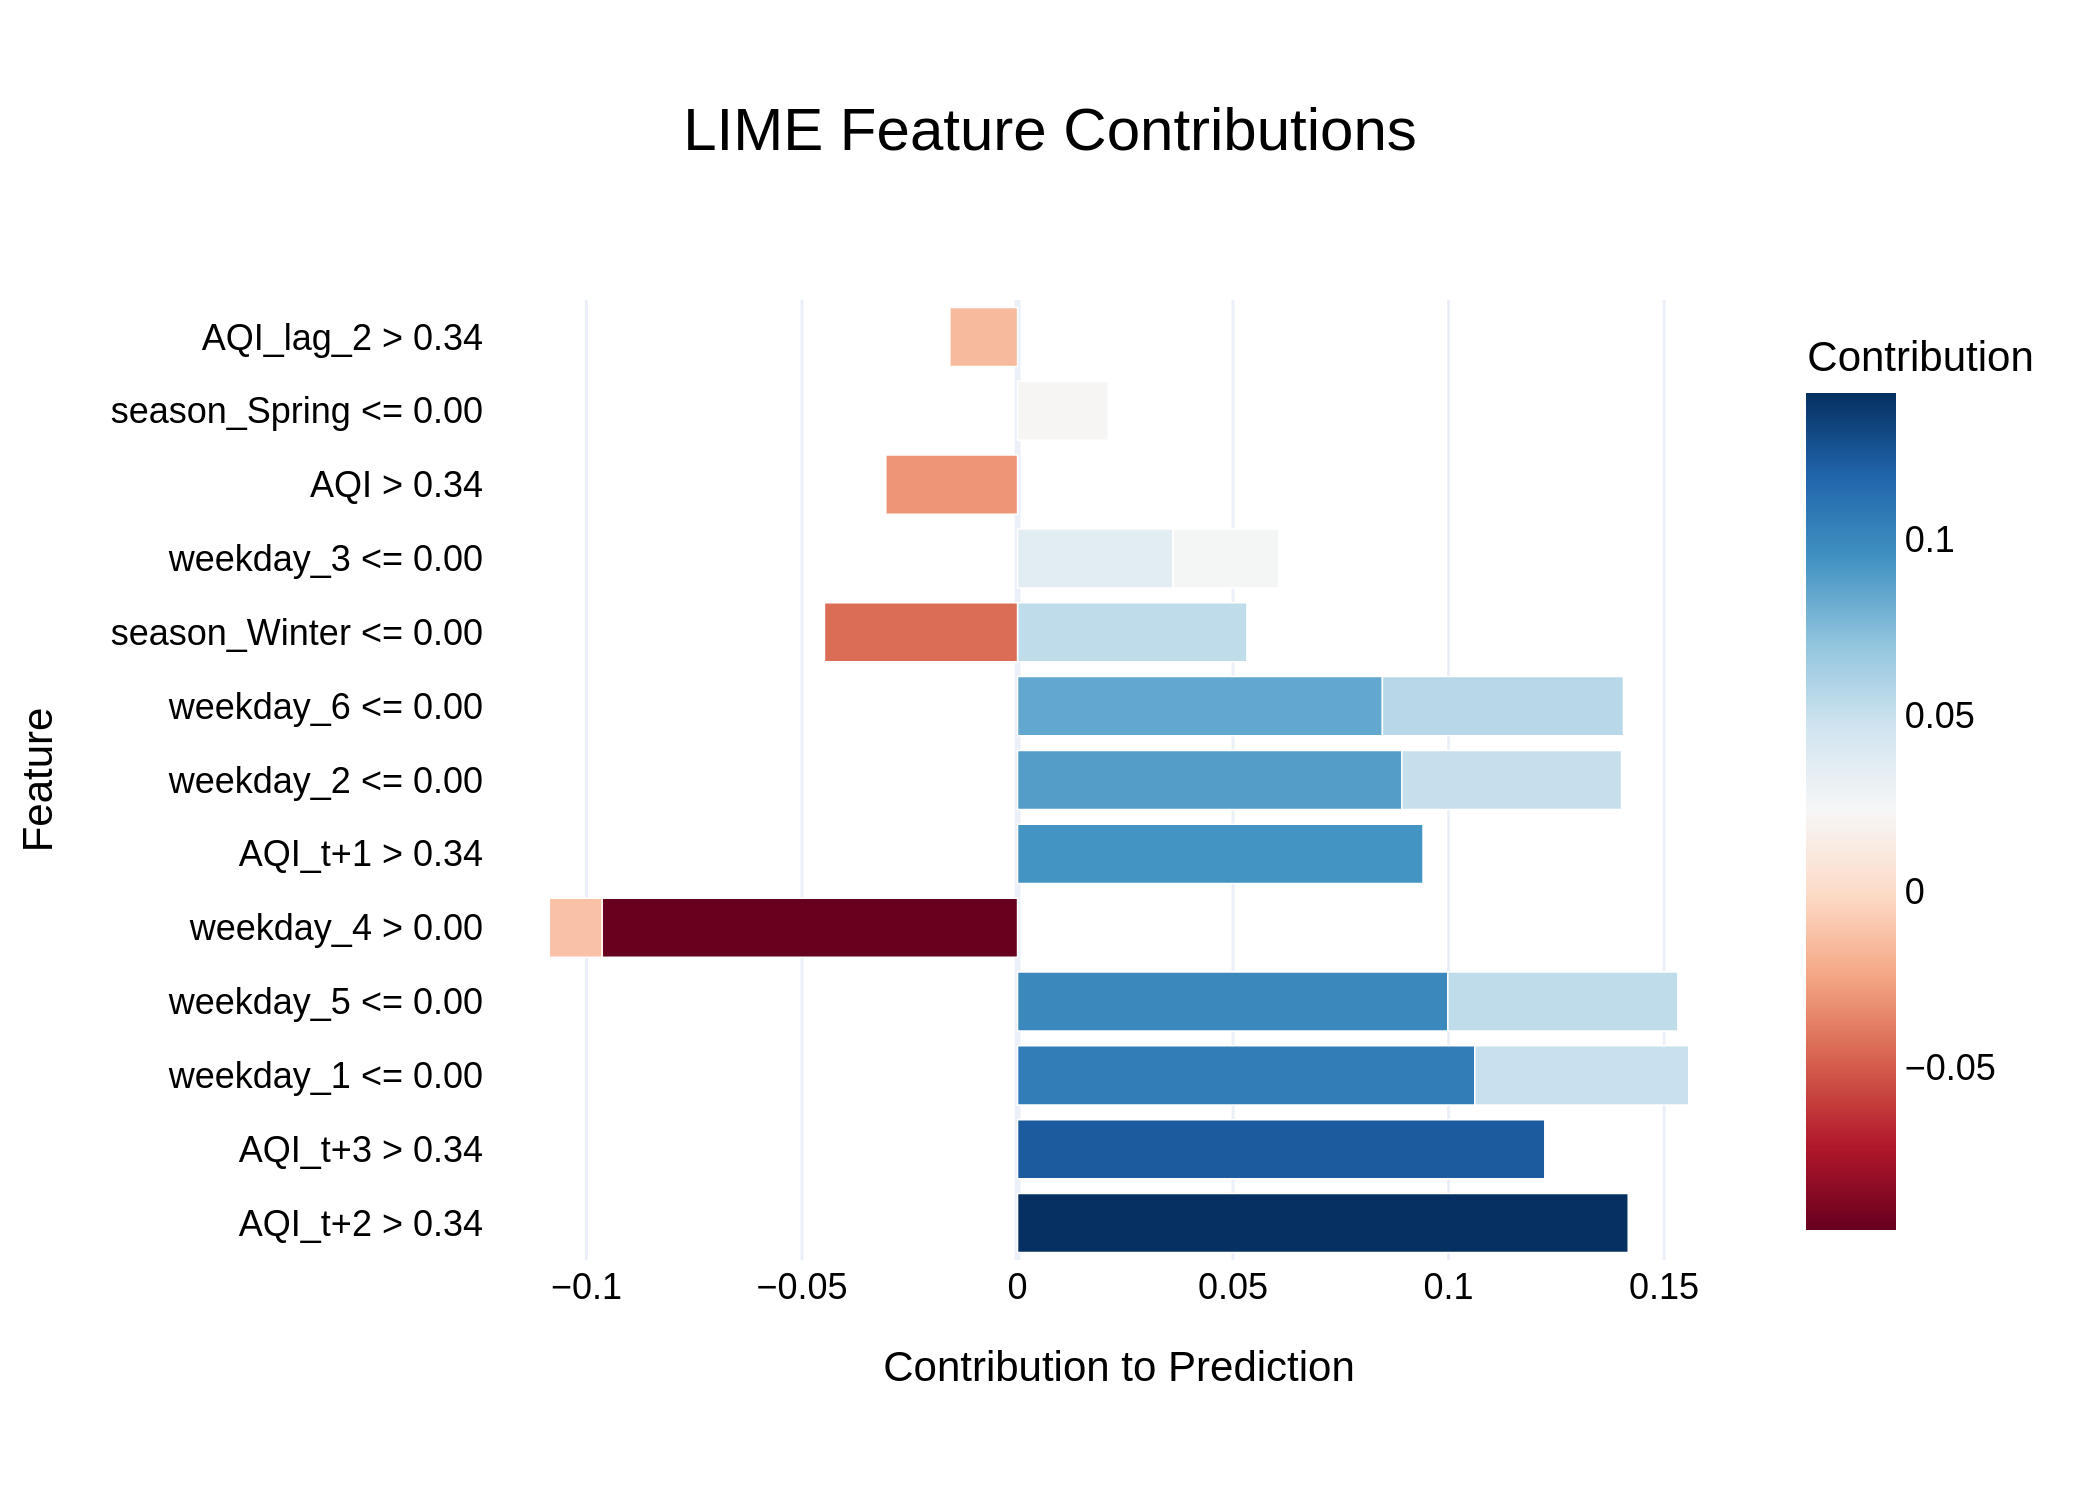 LIME Feature Contributions
AQI_lag_2 > 0.34
season_Spring <= 0.00
AQI > 0.34
weekday_3 <= 0.00
season_Winter <= 0.00
weekday_6 <= 0.00
weekday_2 <= 0.00
AQI_t+1 > 0.34
weekday_4 > 0.00
weekday_5 <= 0.00
weekday_1 <= 0.00
AQI_t+3 > 0.34
AQI_t+2 > 0.34
Feature
−0.1
−0.05
0
0.05
0.1
0.15
Contribution to Prediction
Contribution
0.1
0.05
0
−0.05